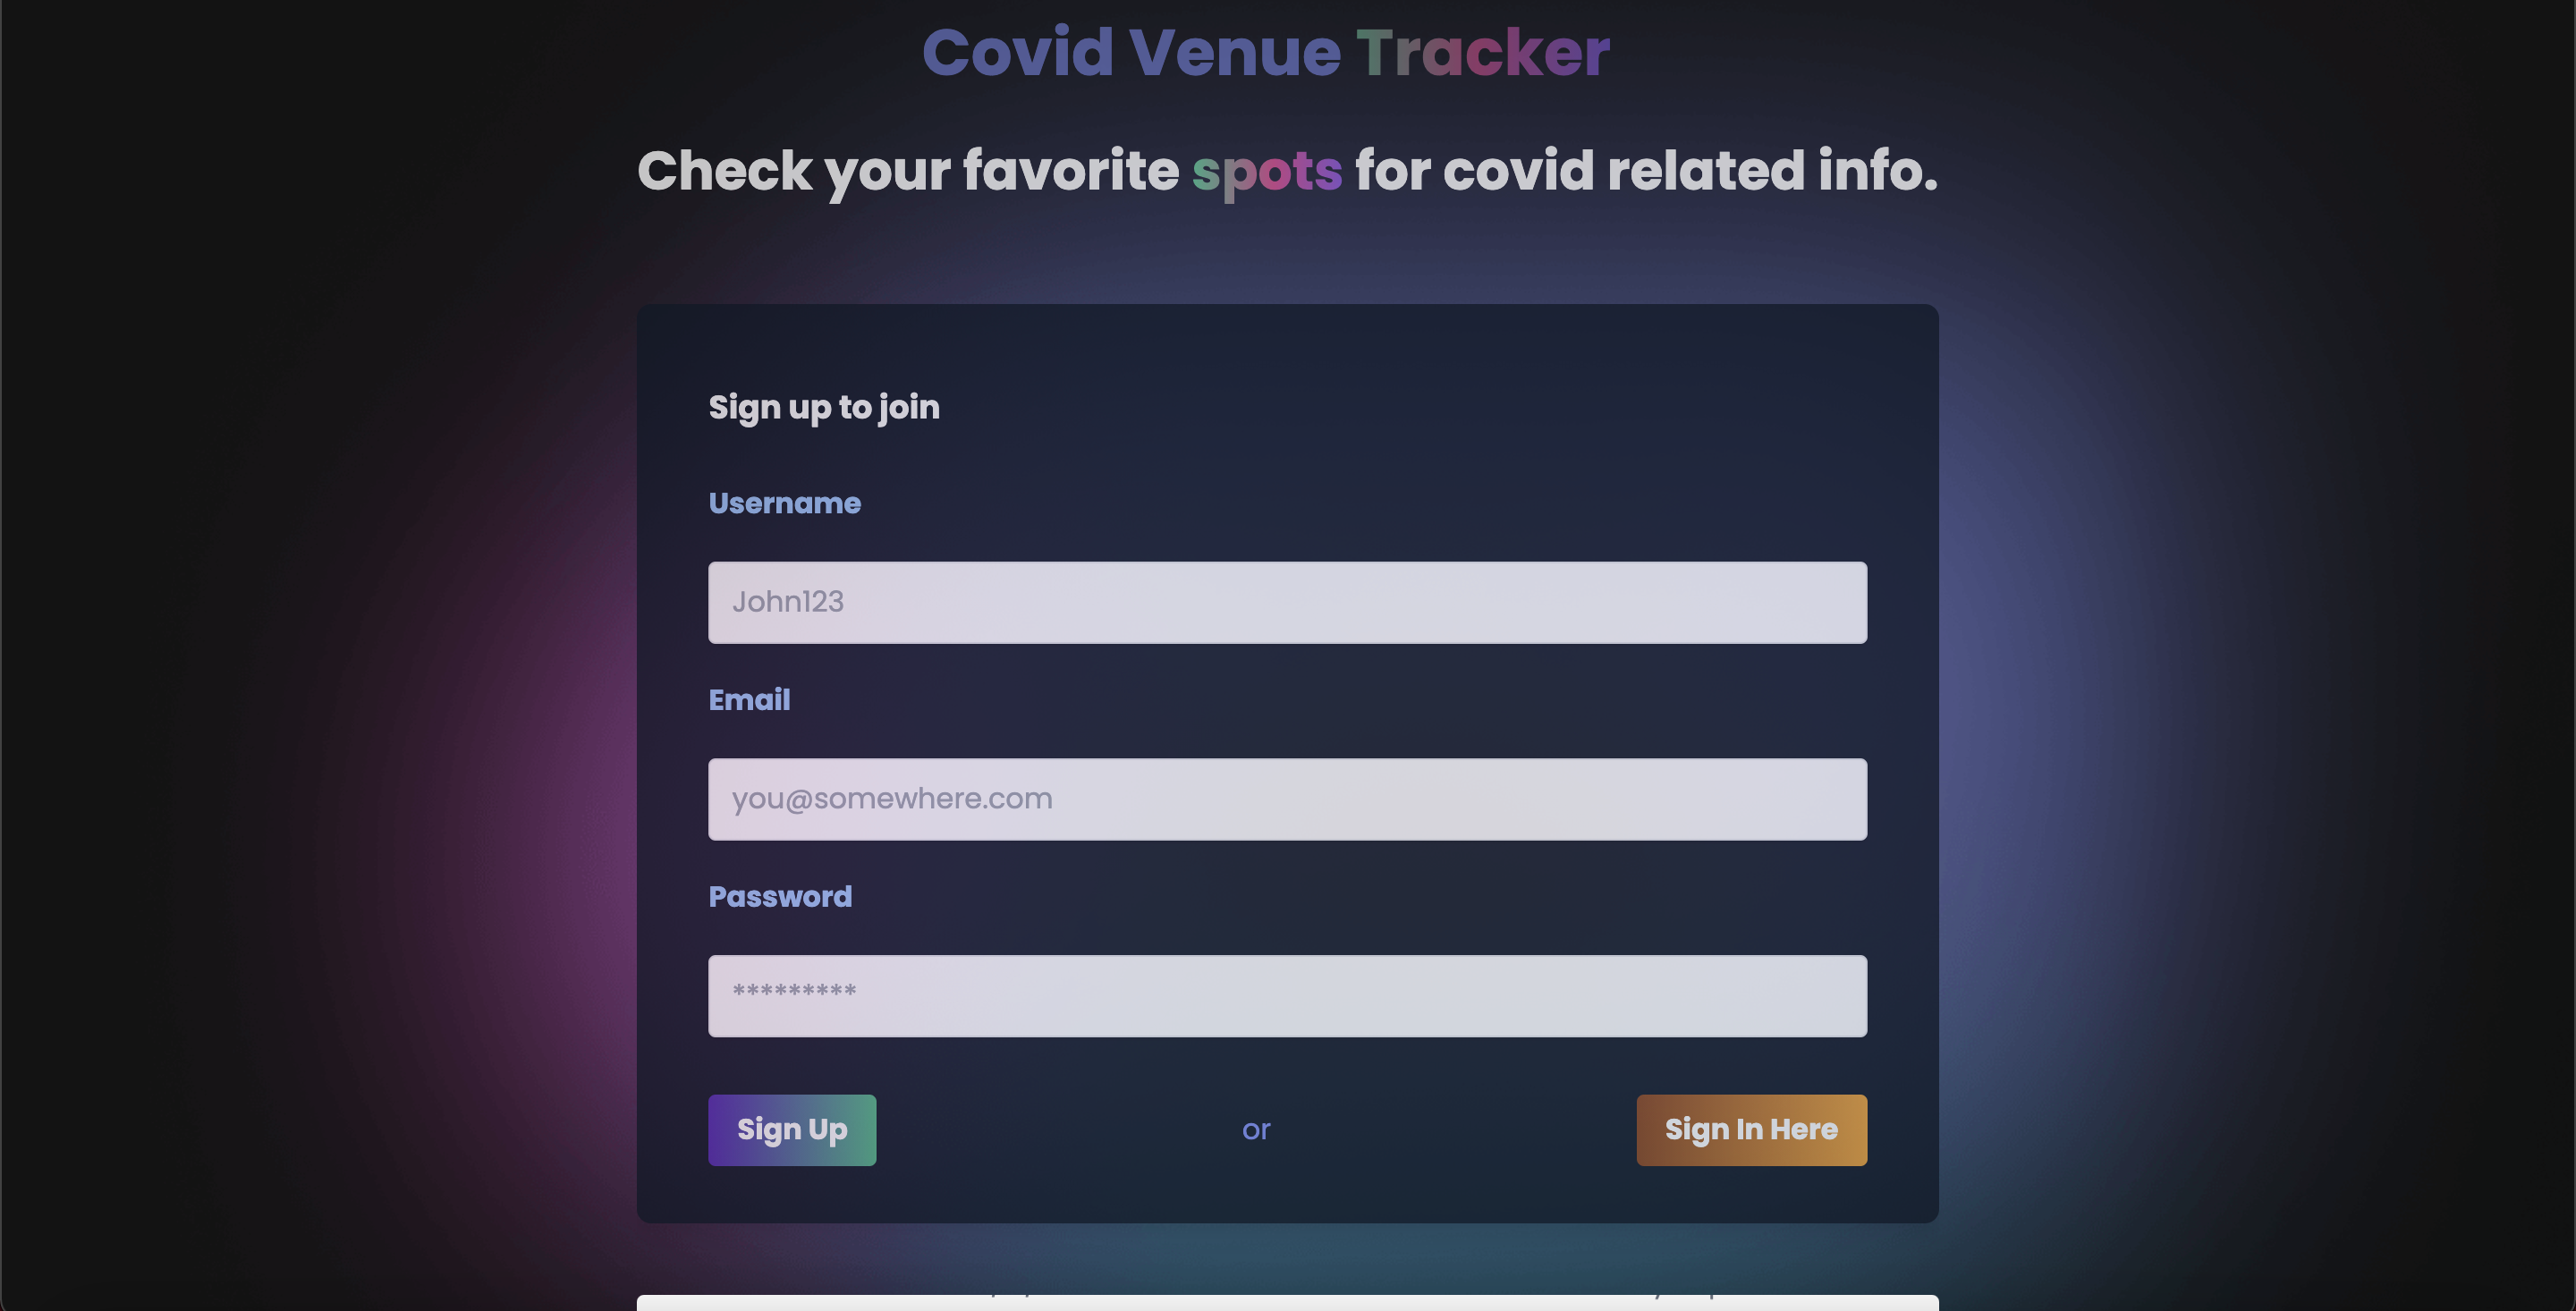 Covid Venue Tracker
Check your favorite spots for covid related info.
Sign up to join
Username
John123
Email
you@somewhere.com
Password
*********
Sign Up or Sign In Here